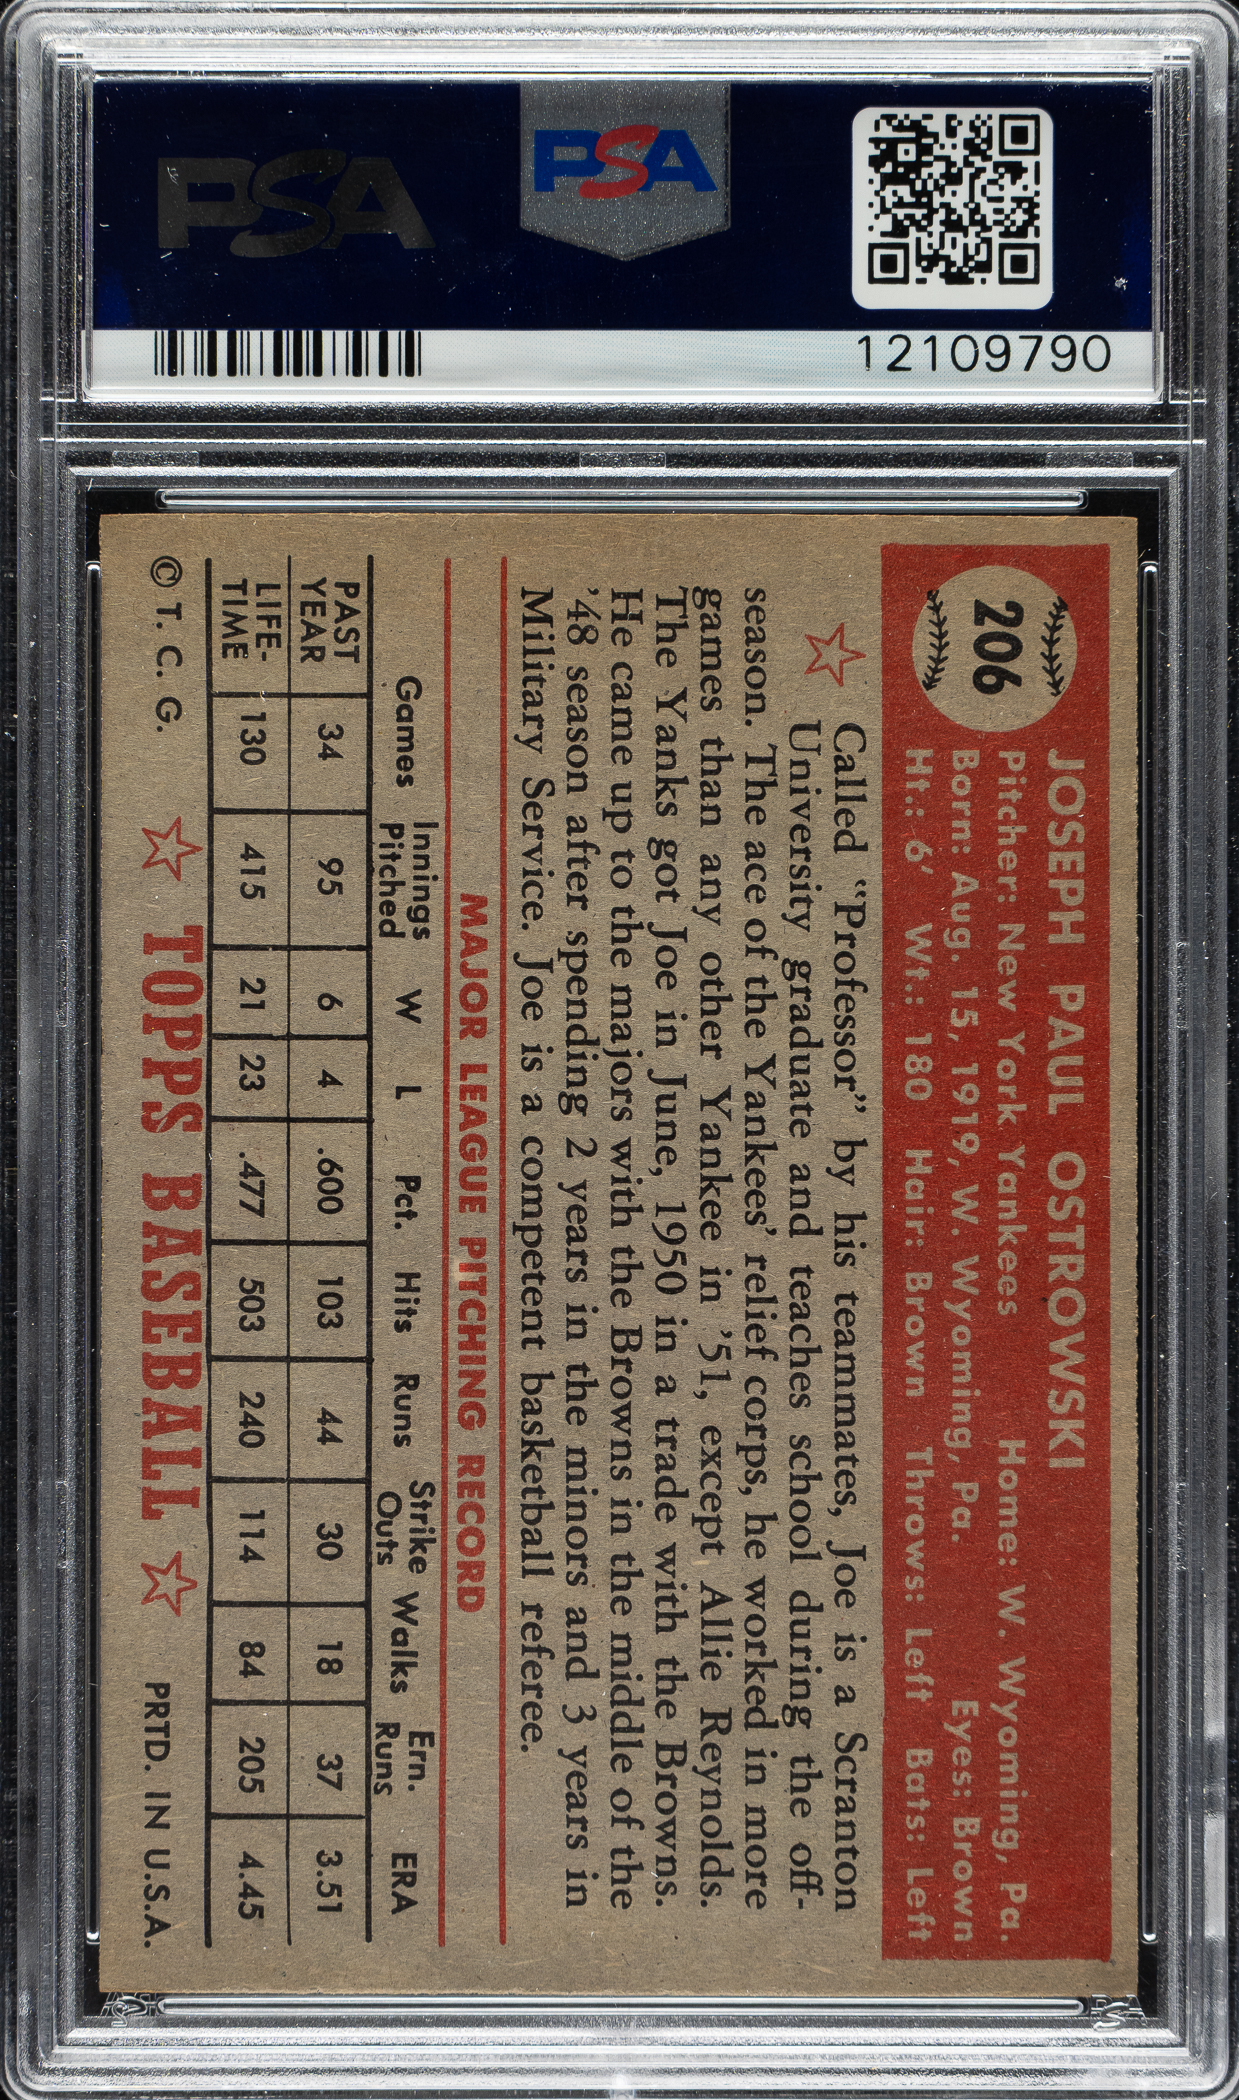 PSA
PSA
12109790
206
JOSEPH PAUL OSTROWSKI
Pitcher: New York Yankees Home: W. Wyoming, Pa.
Born: Aug. 15, 1919, W. Wyoming, Pa. Eyes: Brown
Ht.: 6' Wt.: 180 Hair: Brown Throws: Left Bats: Left
Called “Professor” by his teammates, Joe is a Scranton
University graduate and teaches school during the off-
season. The ace of the Yankees’ relief corps, he worked in more
games than any other Yankee in ’51, except Allie Reynolds.
The Yanks got Joe in June, 1950 in a trade with the Browns.
He came up to the majors with the Browns in the middle of the
’48 season after spending 2 years in the minors and 3 years in
Military Service. Joe is a competent basketball referee.
MAJOR LEAGUE PITCHING RECORD
Games Innings Pitched W L Pct. Hits Runs Strike Outs Walks Ern. Runs ERA
PAST YEAR 34 95 6 4 .600 103 44 30 18 37 3.51
LIFE-TIME 130 415 21 23 .477 503 240 114 84 205 4.45
© T. C. G. TOPPS BASEBALL PRTD. IN U.S.A.